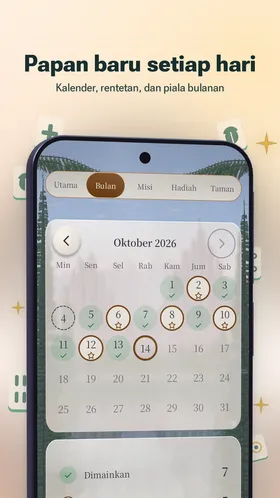 Papan baru setiap hari
Kalender, rentetan, dan piala bulanan
Utama Bulan Misi Hadiah Taman
Oktober 2026
Min Sen Sel Rab Kam Jum Sab
1 2 3
4 5 6 7 8 9 10
11 12 13 14 15 16 17
18 19 20 21 22 23 24
25 26 27 28 29 30 31
Dimainkan 7